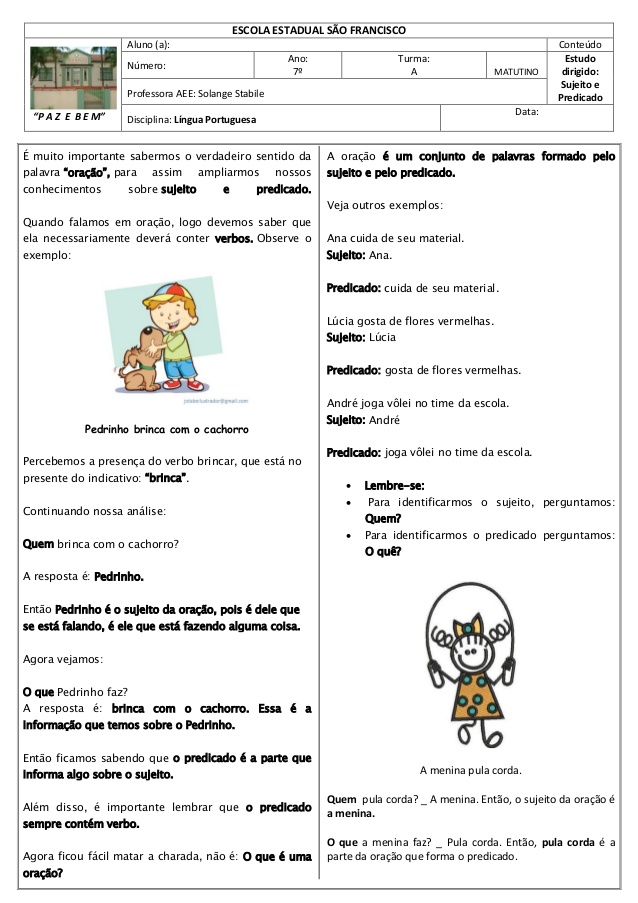 ESCOLA ESTADUAL SÃO FRANCISCO
Aluno (a):
Conteúdo
Número:
Ano:
7º
Turma:
A
MATUTINO
Estudo
dirigido:
Sujeito e
Predicado
Professora AEE: Solange Stabile
"P A Z E B E M"
Disciplina: Língua Portuguesa
Data:
É muito importante sabermos o verdadeiro sentido da
palavra "oração", para assim ampliarmos nossos
conhecimentos sobre sujeito e predicado.
Quando falamos em oração, logo devemos saber que
ela necessariamente deverá conter verbos. Observe o
exemplo:
jotabeclustrador@gmail.com
Pedrinho brinca com o cachorro
Percebemos a presença do verbo brincar, que está no
presente do indicativo: "brinca".
Continuando nossa análise:
Quem brinca com o cachorro?
A resposta é: Pedrinho.
Então Pedrinho é o sujeito da oração, pois é dele que
se está falando, é ele que está fazendo alguma coisa.
Agora vejamos:
O que Pedrinho faz?
A resposta é: brinca com o cachorro. Essa é a
informação que temos sobre o Pedrinho.
Então ficamos sabendo que o predicado é a parte que
informa algo sobre o sujeito.
Além disso, é importante lembrar que o predicado
sempre contém verbo.
Agora ficou fácil matar a charada, não é: O que é uma
oração?
A oração é um conjunto de palavras formado pelo
sujeito e pelo predicado.
Veja outros exemplos:
Ana cuida de seu material.
Sujeito: Ana.
Predicado: cuida de seu material.
Lúcia gosta de flores vermelhas.
Sujeito: Lúcia
Predicado: gosta de flores vermelhas.
André joga vôlei no time da escola.
Sujeito: André
Predicado: joga vôlei no time da escola.
• Lembre-se:
• Para identificarmos o sujeito, perguntamos:
Quem?
• Para identificarmos o predicado perguntamos:
O quê?
A menina pula corda.
Quem pula corda? _ A menina. Então, o sujeito da oração é
a menina.
O que a menina faz? _ Pula corda. Então, pula corda é a
parte da oração que forma o predicado.